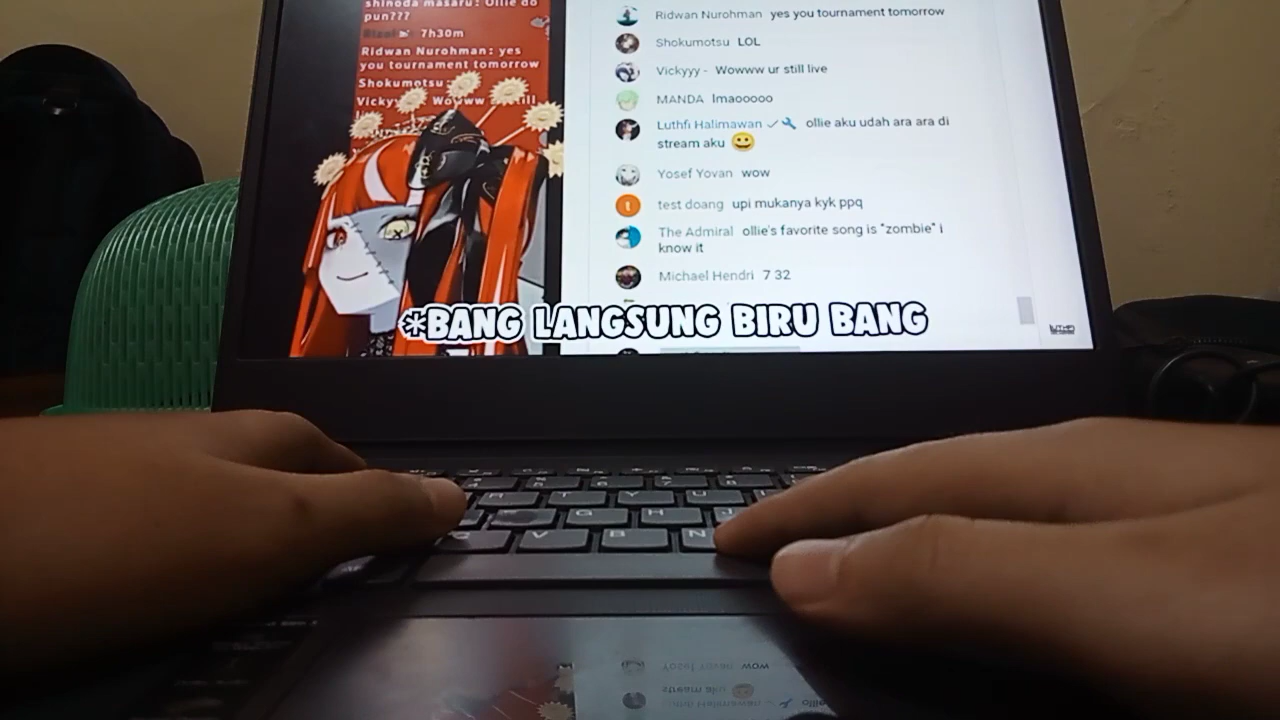 shinoda masaru: Ollie do
pun???
7h30m
Ridwan Nurohman: yes
you tournament tomorrow
Shokumotsu:
Vickyy
Ridwan Nurohman yes you tournament tomorrow
Shokumotsu LOL
Vickyyy - Wowww ur still live
MANDA lmaooooo
Luthfi Halimawan ollie aku udah ara ara di
stream aku 😀
Yosef Yovan wow
t test doang upi mukanya kyk ppq
The Admiral ollie's favorite song is "zombie" i
know it
Michael Hendri 7 32
*BANG LANGSUNG BIRU BANG
T Y U
G H J
C V B N